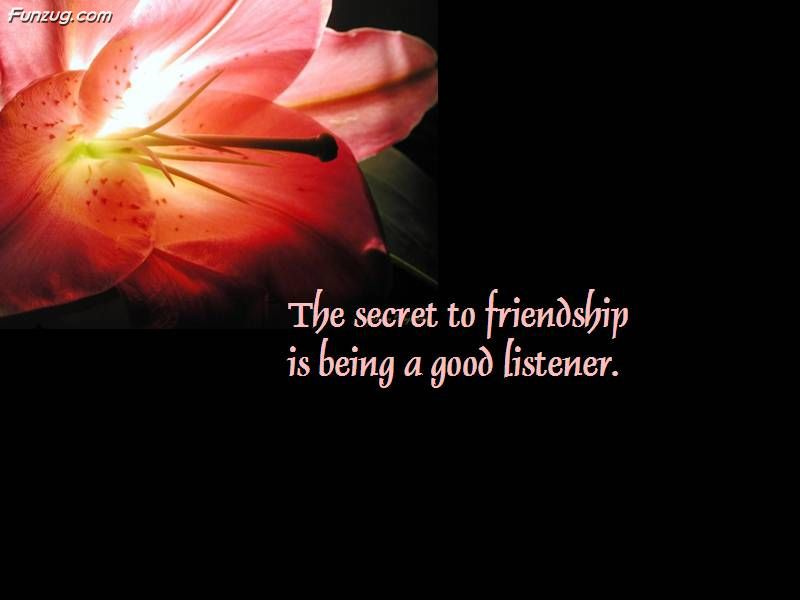 Funzug.com
The secret to friendship
is being a good listener.